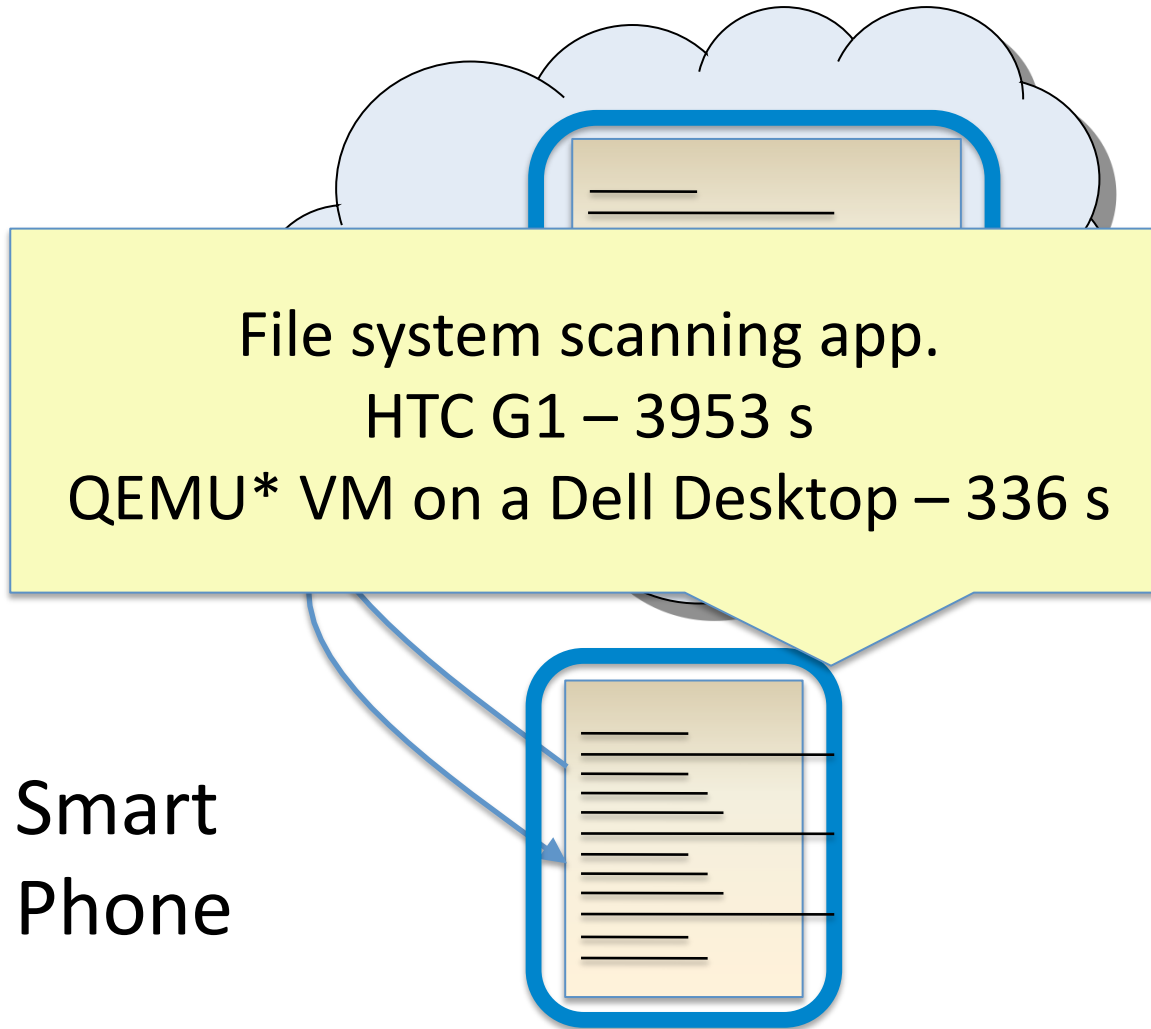 File system scanning app.
HTC G1 – 3953 s
QEMU* VM on a Dell Desktop – 336 s
Smart
Phone